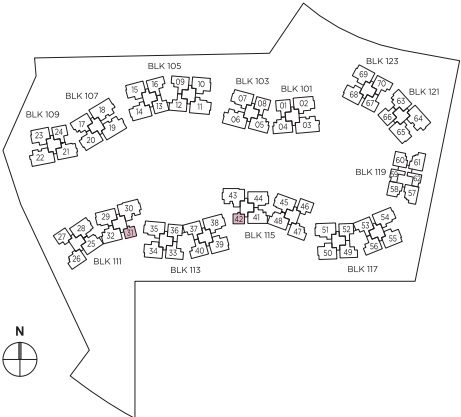 BLK 123
69 70
68 67
BLK 105
15 16 09 10
14 13 12 11
BLK 103
07 08
06 05
BLK 101
01 02
04 03
BLK 121
63
66 64
65
BLK 107
18
17 19
20
BLK 109
23 24
22 21
BLK 119
60 61
59 62
58 57
43 44 45 46
42 41 48 47
BLK 115
29 30
32 31
28
27 25
26
BLK 111
35 36 37 38
34 33 40 39
BLK 113
51 52 53 54
50 49 56 55
BLK 117
N